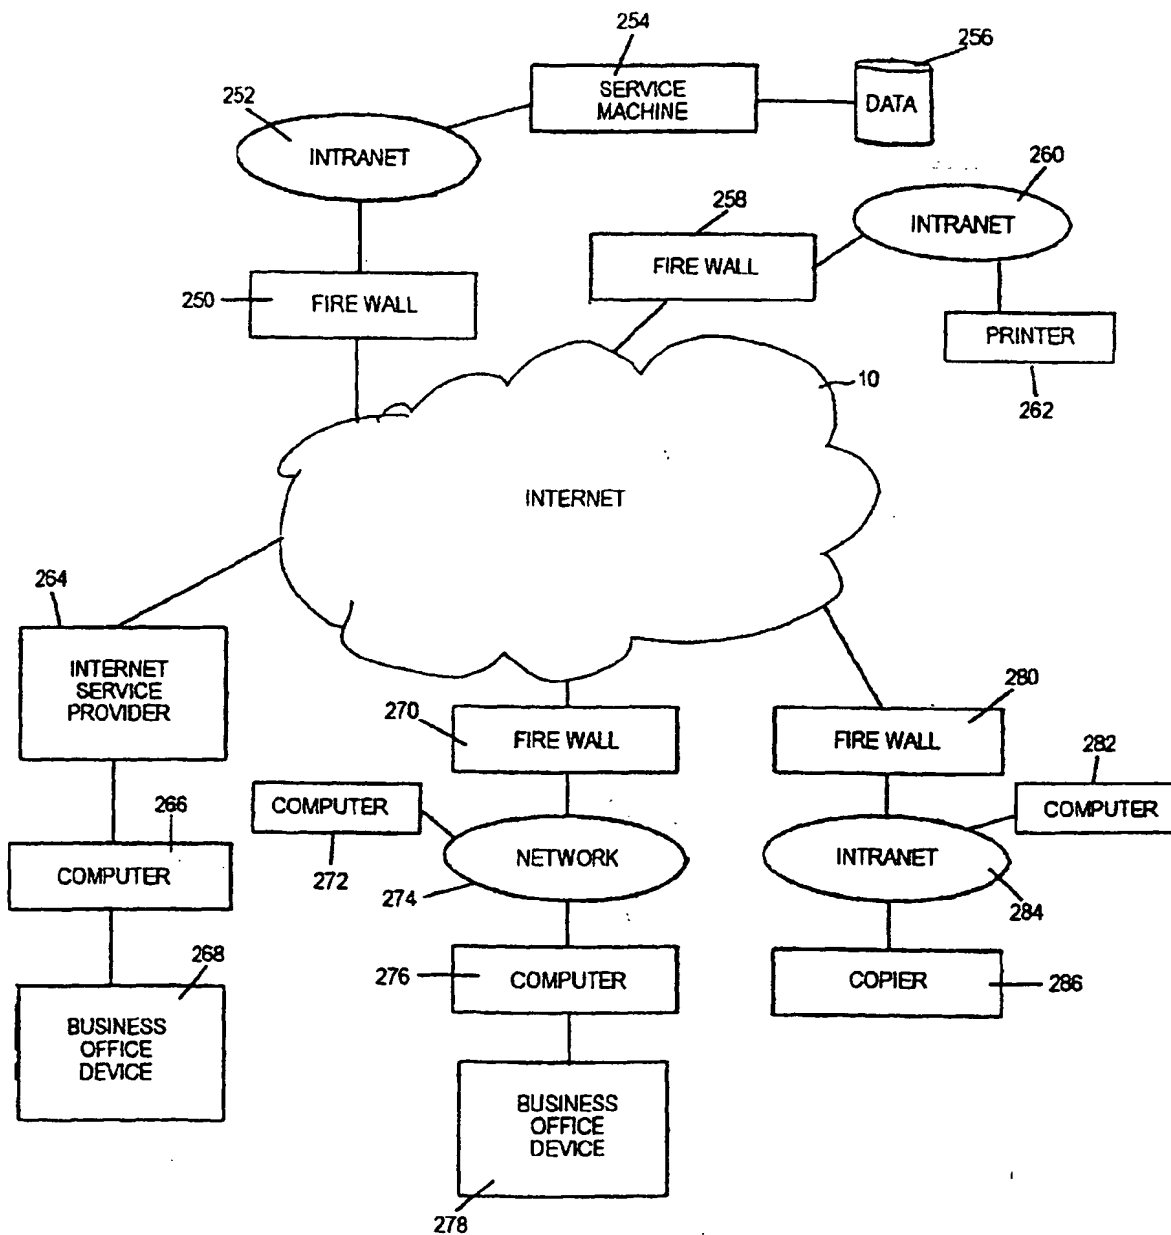 254
256
SERVICE
MACHINE
DATA
252
INTRANET
260
INTRANET
258
FIRE WALL
250
FIRE WALL
PRINTER
262
10
INTERNET
264
INTERNET
SERVICE
PROVIDER
270
FIRE WALL
280
FIRE WALL
282
COMPUTER
266
COMPUTER
272
COMPUTER
NETWORK
274
INTRANET
284
268
BUSINESS
OFFICE
DEVICE
276
COMPUTER
COPIER
286
BUSINESS
OFFICE
DEVICE
278